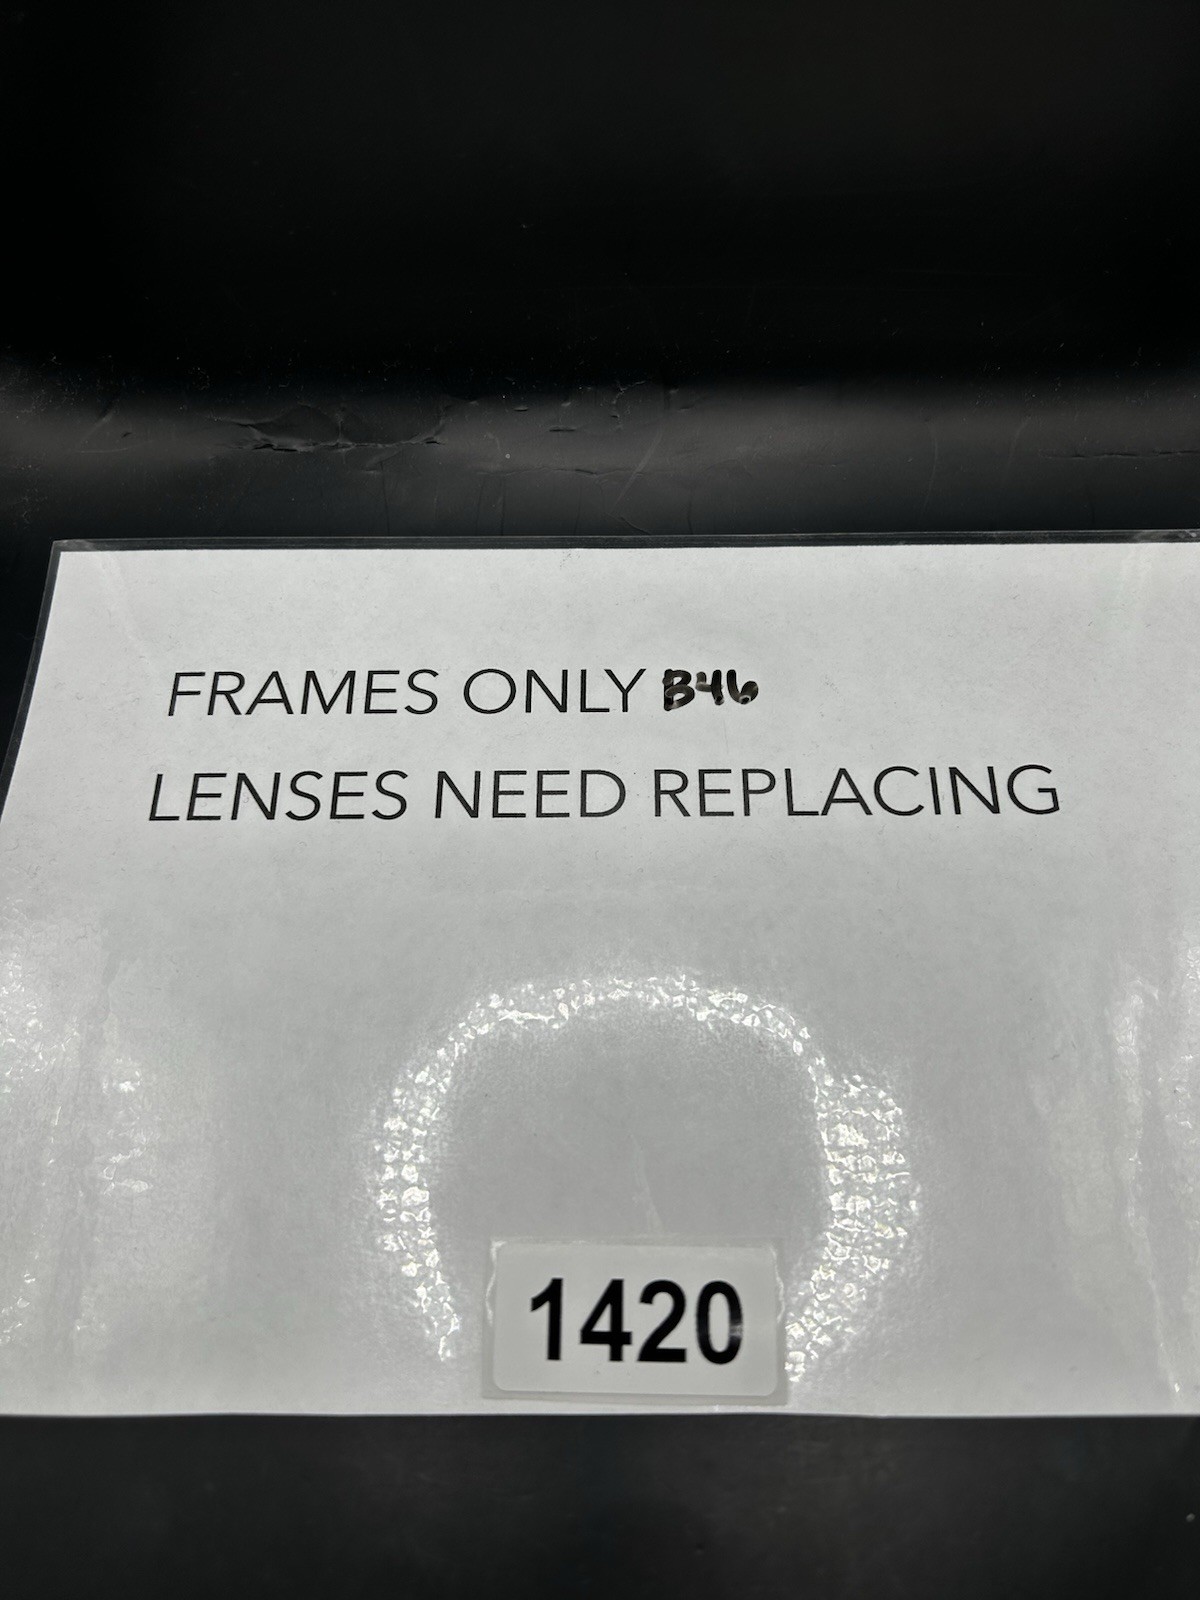 FRAMES ONLY B46
LENSES NEED REPLACING
1420